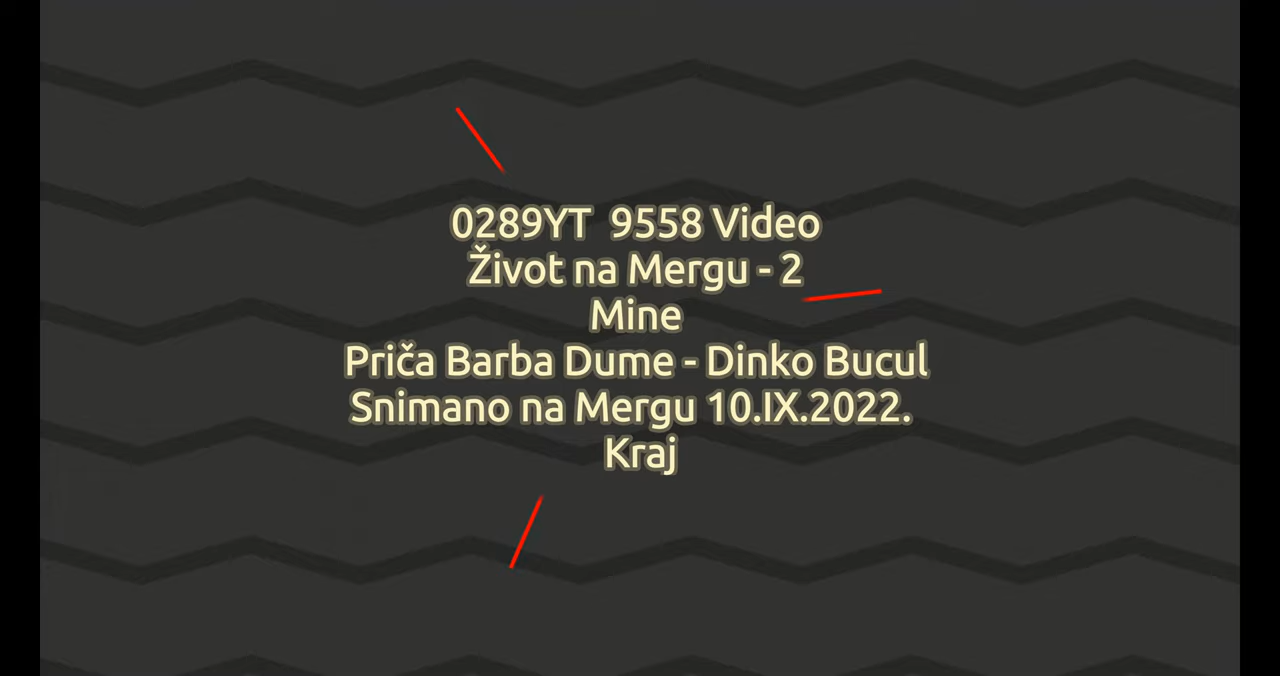 0289YT  9558 Video
Život na Mergu - 2
Mine
Priča Barba Dume - Dinko Bucul
Snimano na Mergu 10.IX.2022.
Kraj